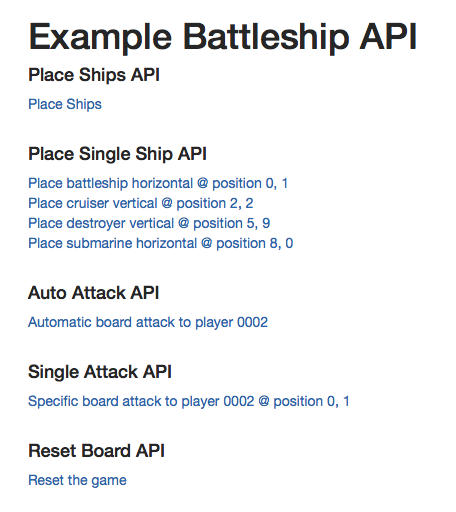 Example Battleship API
Place Ships API
Place Ships
Place Single Ship API
Place battleship horizontal @ position 0, 1
Place cruiser vertical @ position 2, 2
Place destroyer vertical @ position 5, 9
Place submarine horizontal @ position 8, 0
Auto Attack API
Automatic board attack to player 0002
Single Attack API
Specific board attack to player 0002 @ position 0, 1
Reset Board API
Reset the game